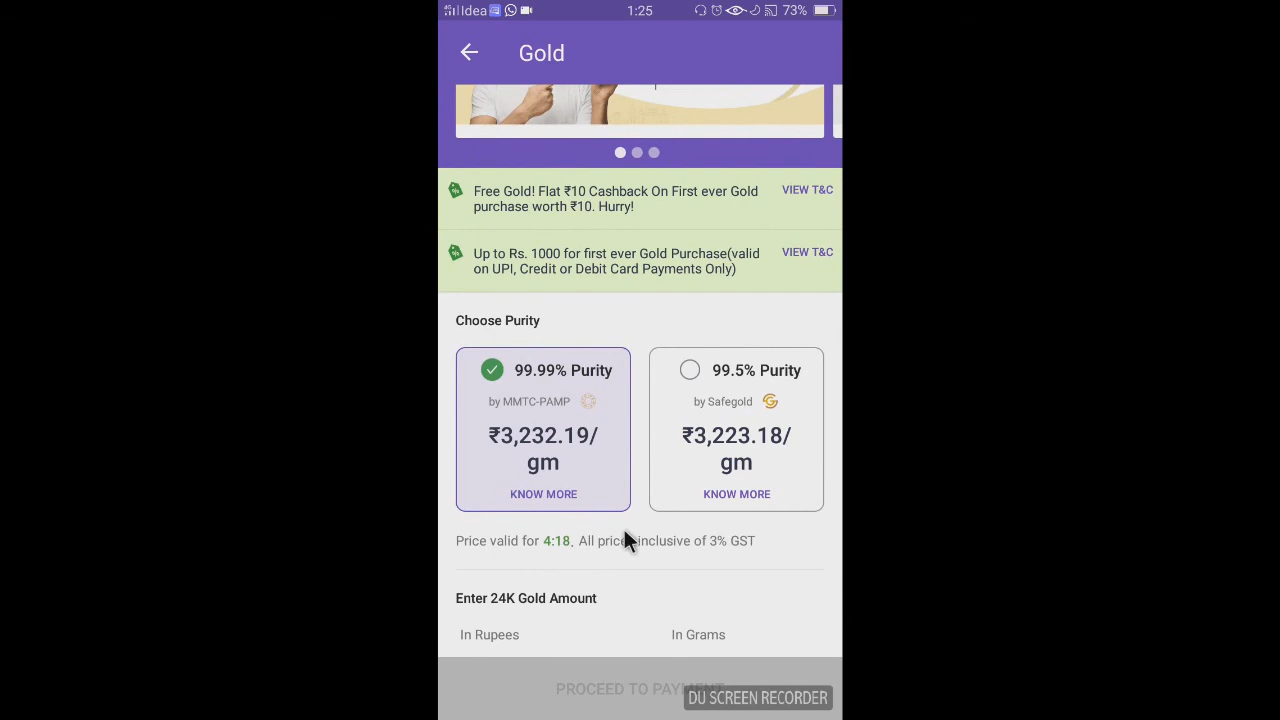 4G Idea 1:25 73%
Gold
Free Gold! Flat ₹10 Cashback On First ever Gold VIEW T&C
purchase worth ₹10. Hurry!
Up to Rs. 1000 for first ever Gold Purchase(valid VIEW T&C
on UPI, Credit or Debit Card Payments Only)
Choose Purity
99.99% Purity
by MMTC-PAMP
₹3,232.19/
gm
KNOW MORE
99.5% Purity
by Safegold
₹3,223.18/
gm
KNOW MORE
Price valid for 4:18. All prices inclusive of 3% GST
Enter 24K Gold Amount
In Rupees In Grams
PROCEED TO PAYMENT
DU SCREEN RECORDER